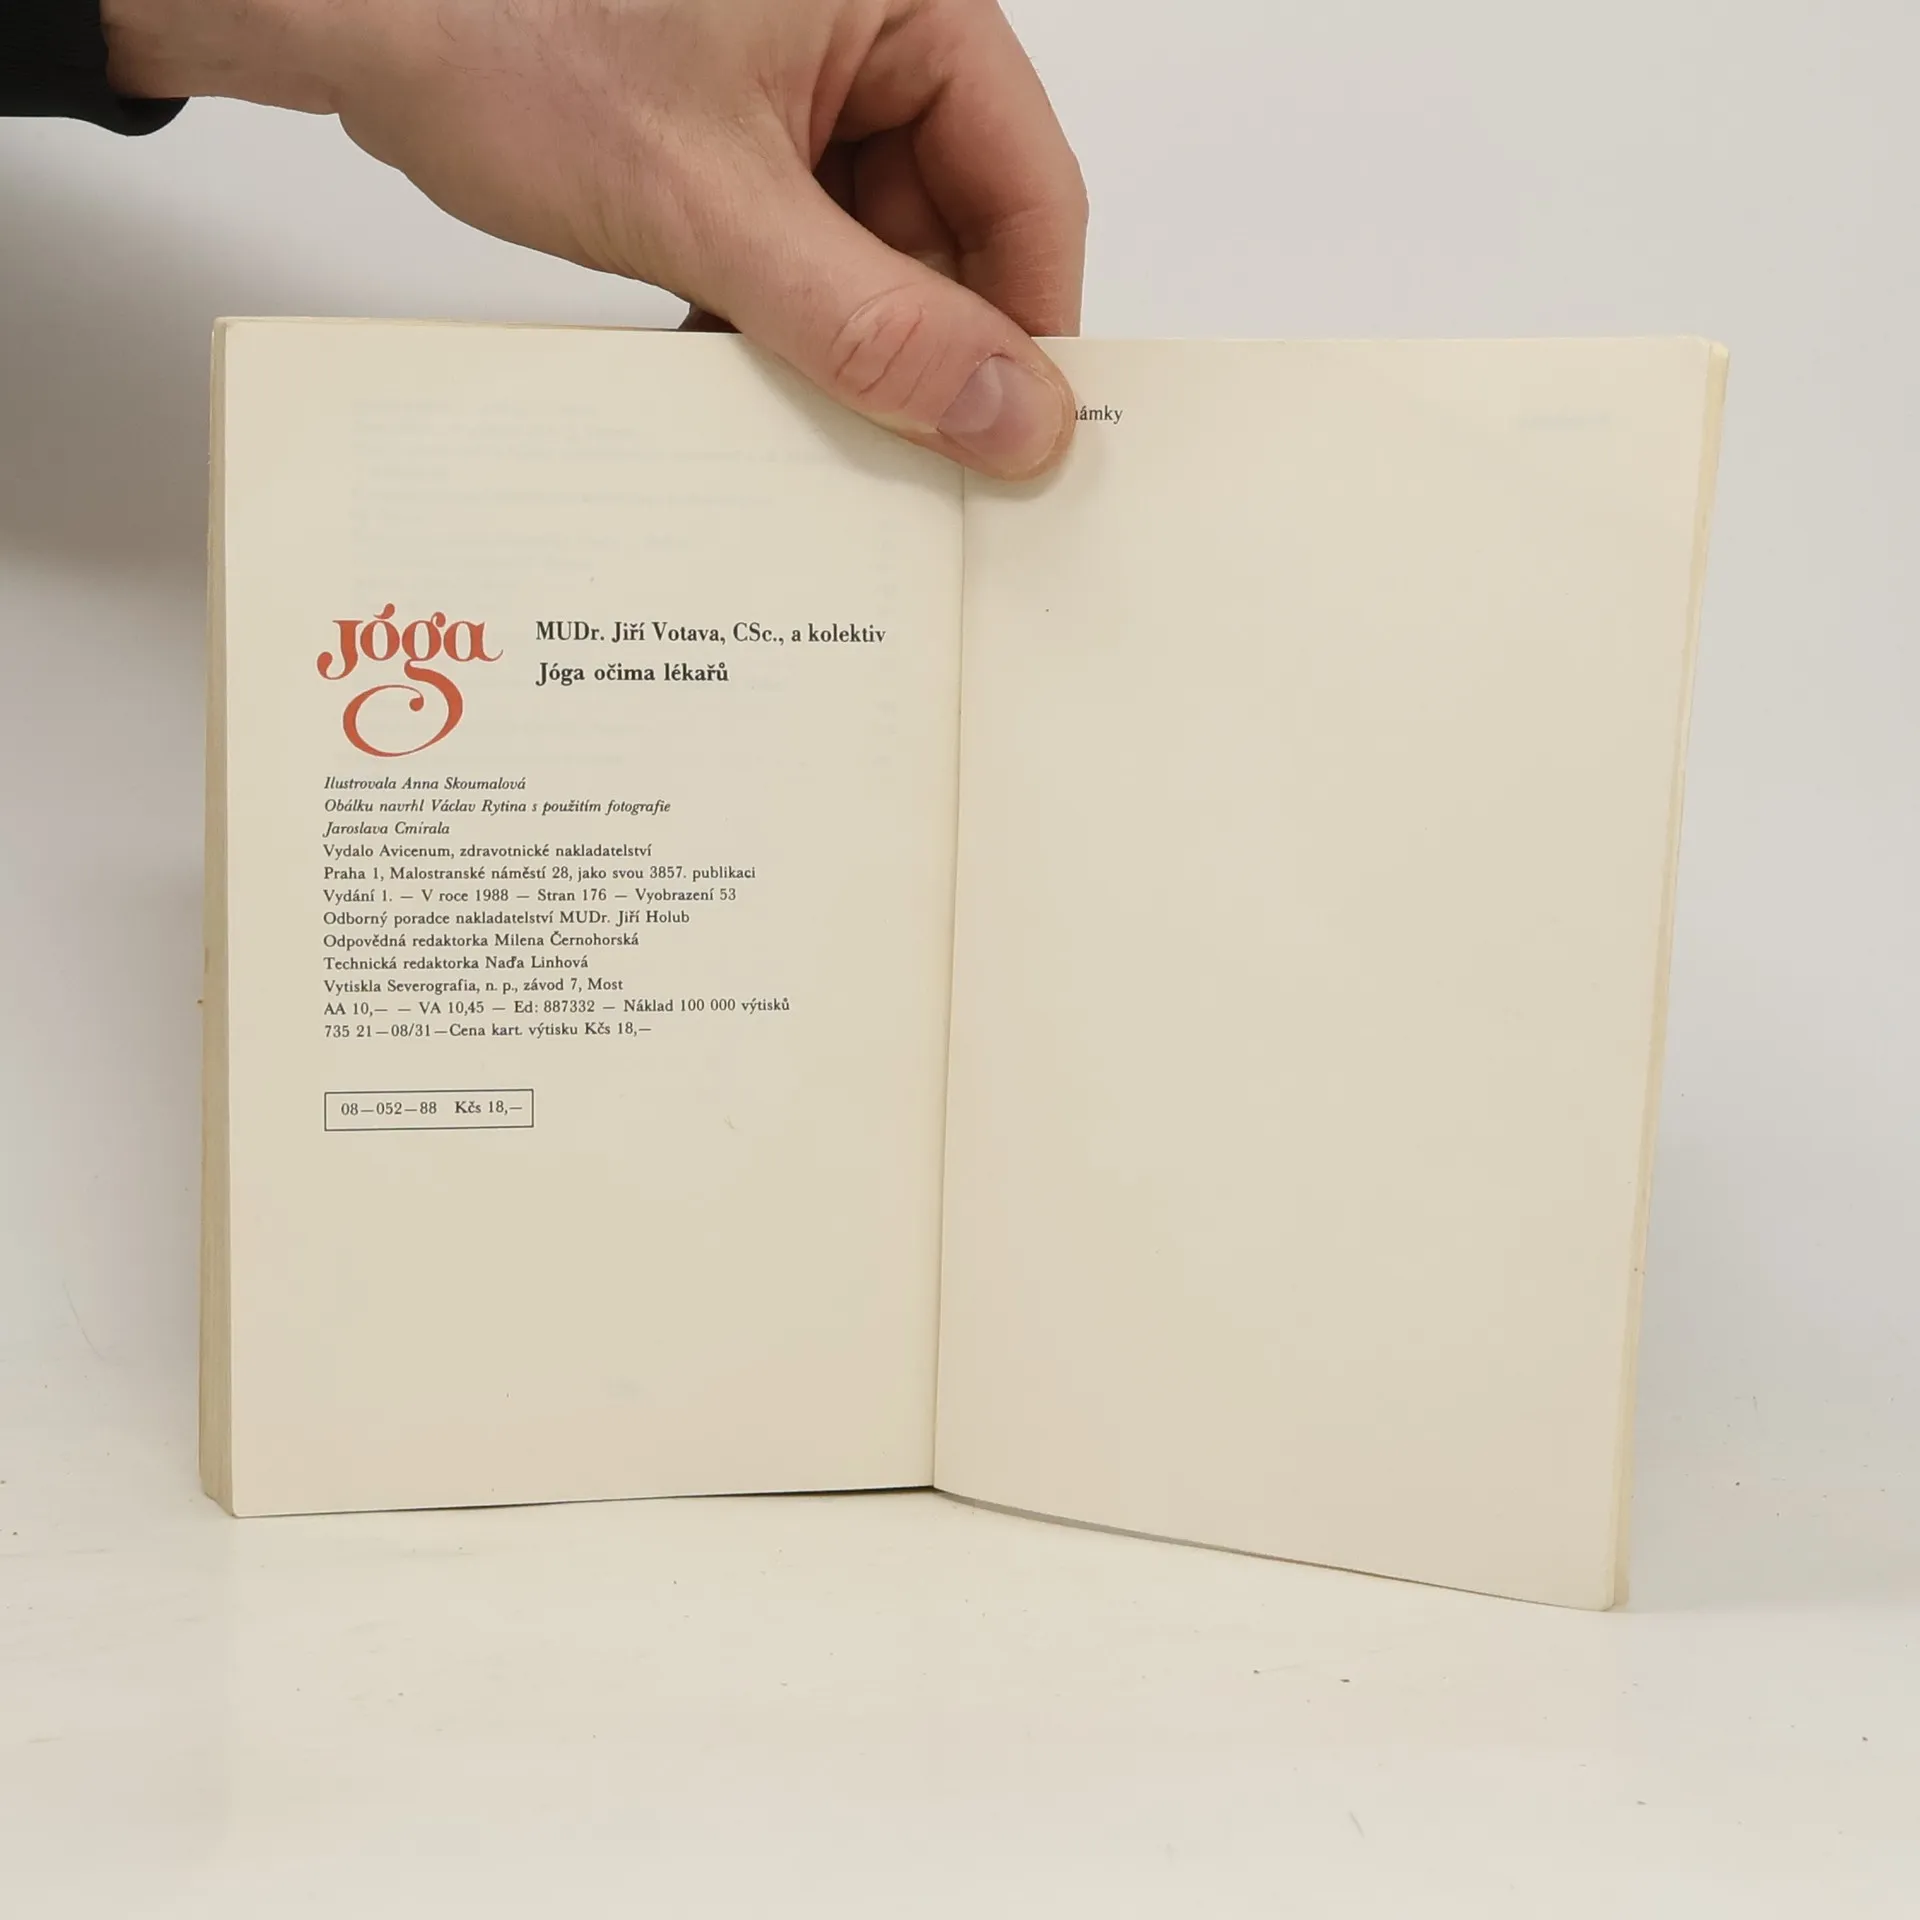 jóga
MUDr. Jiří Votava, CSc., a kolektiv
Jóga očima lékařů
Ilustrovala Anna Skoumalová
Obálku navrhl Václav Rytina s použitím fotografie
Jaroslava Cmírala
Vydalo Avicenum, zdravotnické nakladatelství
Praha 1, Malostranské náměstí 28, jako svou 3857. publikaci
Vydání 1. — V roce 1988 — Stran 176 — Vyobrazení 53
Odborný poradce nakladatelství MUDr. Jiří Holub
Odpovědná redaktorka Milena Černohorská
Technická redaktorka Naďa Linhová
Vytiskla Severografia, n. p., závod 7, Most
AA 10,— — VA 10,45 — Ed: 887332 — Náklad 100 000 výtisků
735 21—08/31—Cena kart. výtisku Kčs 18,—
08—052—88 Kčs 18,—